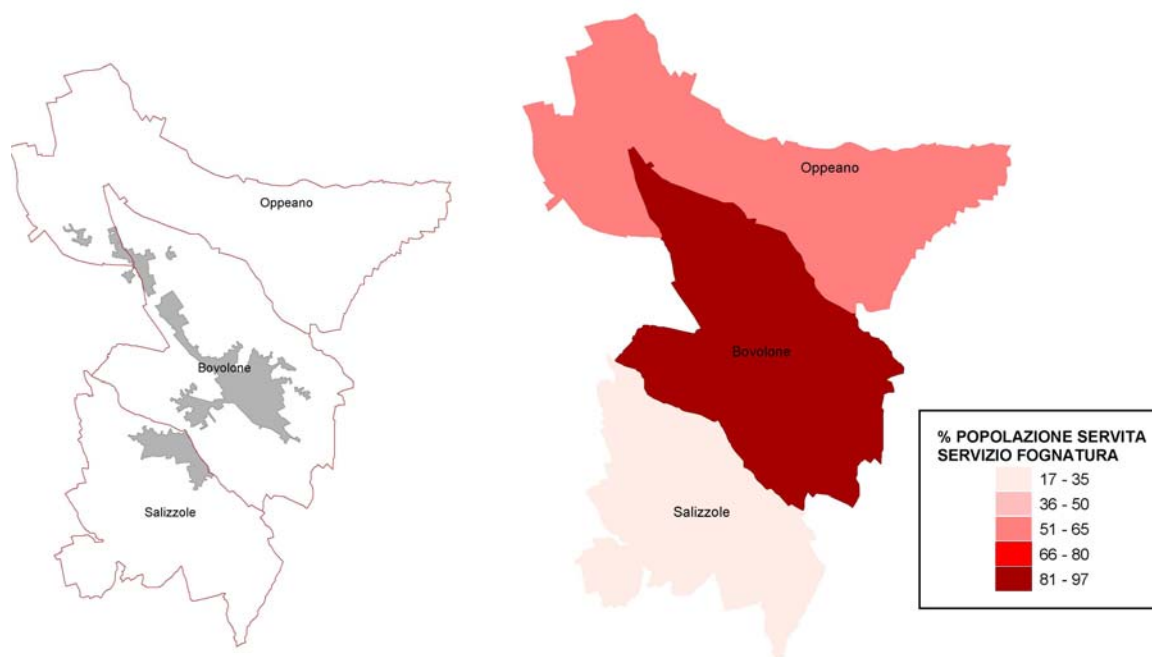 Oppeano
Bovolone
Salizzole
Oppeano
Bovolone
Salizzole
% POPOLAZIONE SERVITA
SERVIZIO FOGNATURA
17 - 35
36 - 50
51 - 65
66 - 80
81 - 97